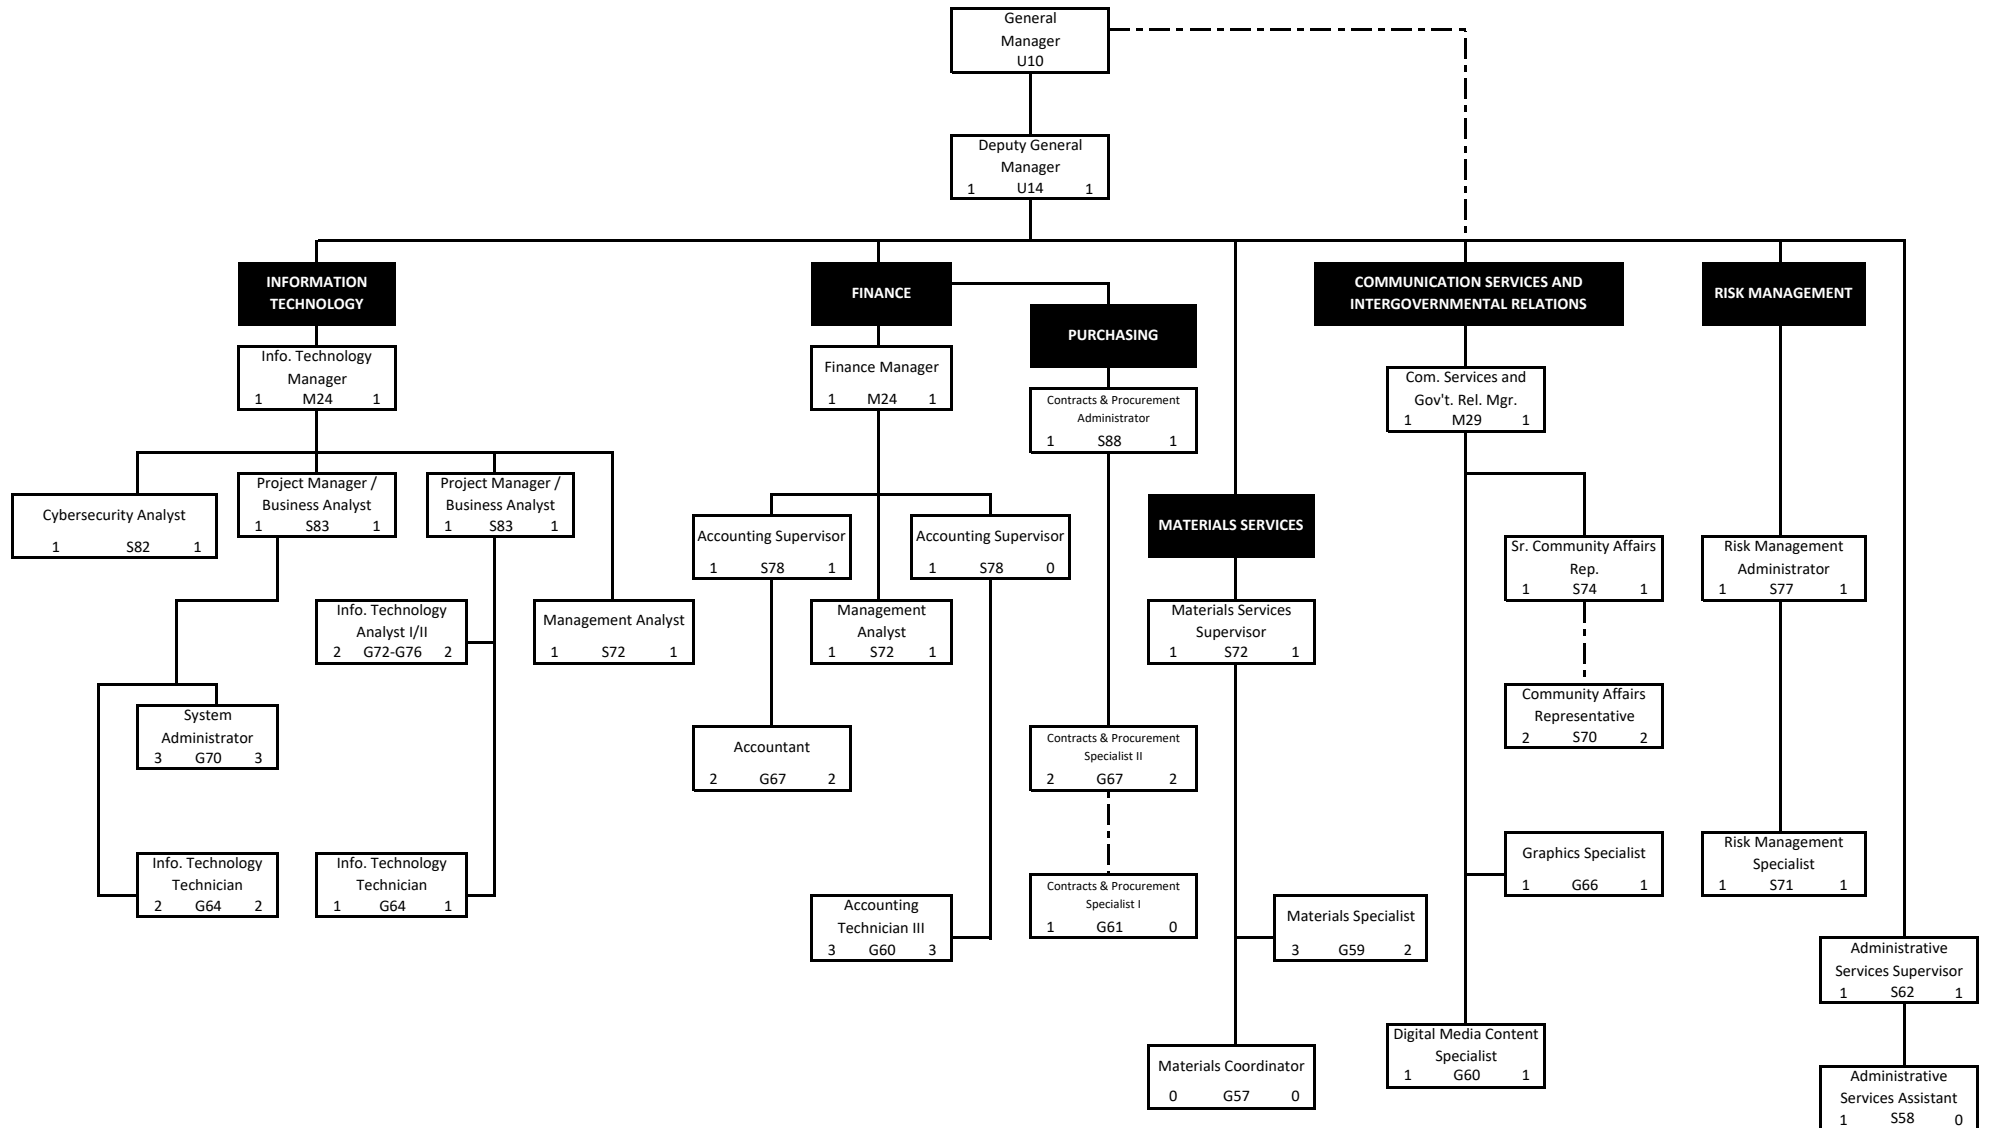 General
Manager
U10
Deputy General
Manager
1 U14 1
INFORMATION
TECHNOLOGY
Info. Technology
Manager
1 M24 1
Cybersecurity Analyst
1 S82 1
Project Manager /
Business Analyst
1 S83 1
Project Manager /
Business Analyst
1 S83 1
Info. Technology
Analyst I/II
2 G72-G76 2
Management Analyst
1 S72 1
System
Administrator
3 G70 3
Info. Technology
Technician
2 G64 2
Info. Technology
Technician
1 G64 1
FINANCE
Finance Manager
1 M24 1
Accounting Supervisor
1 S78 1
Accounting Supervisor
1 S78 0
Management
Analyst
1 S72 1
Accountant
2 G67 2
Accounting
Technician III
3 G60 3
PURCHASING
Contracts & Procurement
Administrator
1 S88 1
Contracts & Procurement
Specialist II
2 G67 2
Contracts & Procurement
Specialist I
1 G61 0
MATERIALS SERVICES
Materials Services
Supervisor
1 S72 1
Materials Specialist
3 G59 2
Materials Coordinator
0 G57 0
COMMUNICATION SERVICES AND
INTERGOVERNMENTAL RELATIONS
Com. Services and
Gov't. Rel. Mgr.
1 M29 1
Sr. Community Affairs
Rep.
1 S74 1
Community Affairs
Representative
2 S70 2
Graphics Specialist
1 G66 1
Digital Media Content
Specialist
1 G60 1
RISK MANAGEMENT
Risk Management
Administrator
1 S77 1
Risk Management
Specialist
1 S71 1
Administrative
Services Supervisor
1 S62 1
Administrative
Services Assistant
1 S58 0